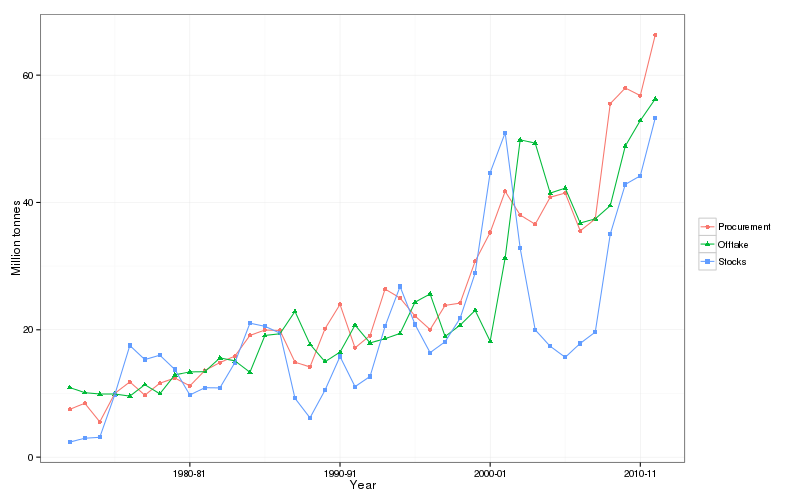 60
40
20
0
Million tonnes
1980-81
1990-91
2000-01
2010-11
Year
Procurement
Offtake
Stocks